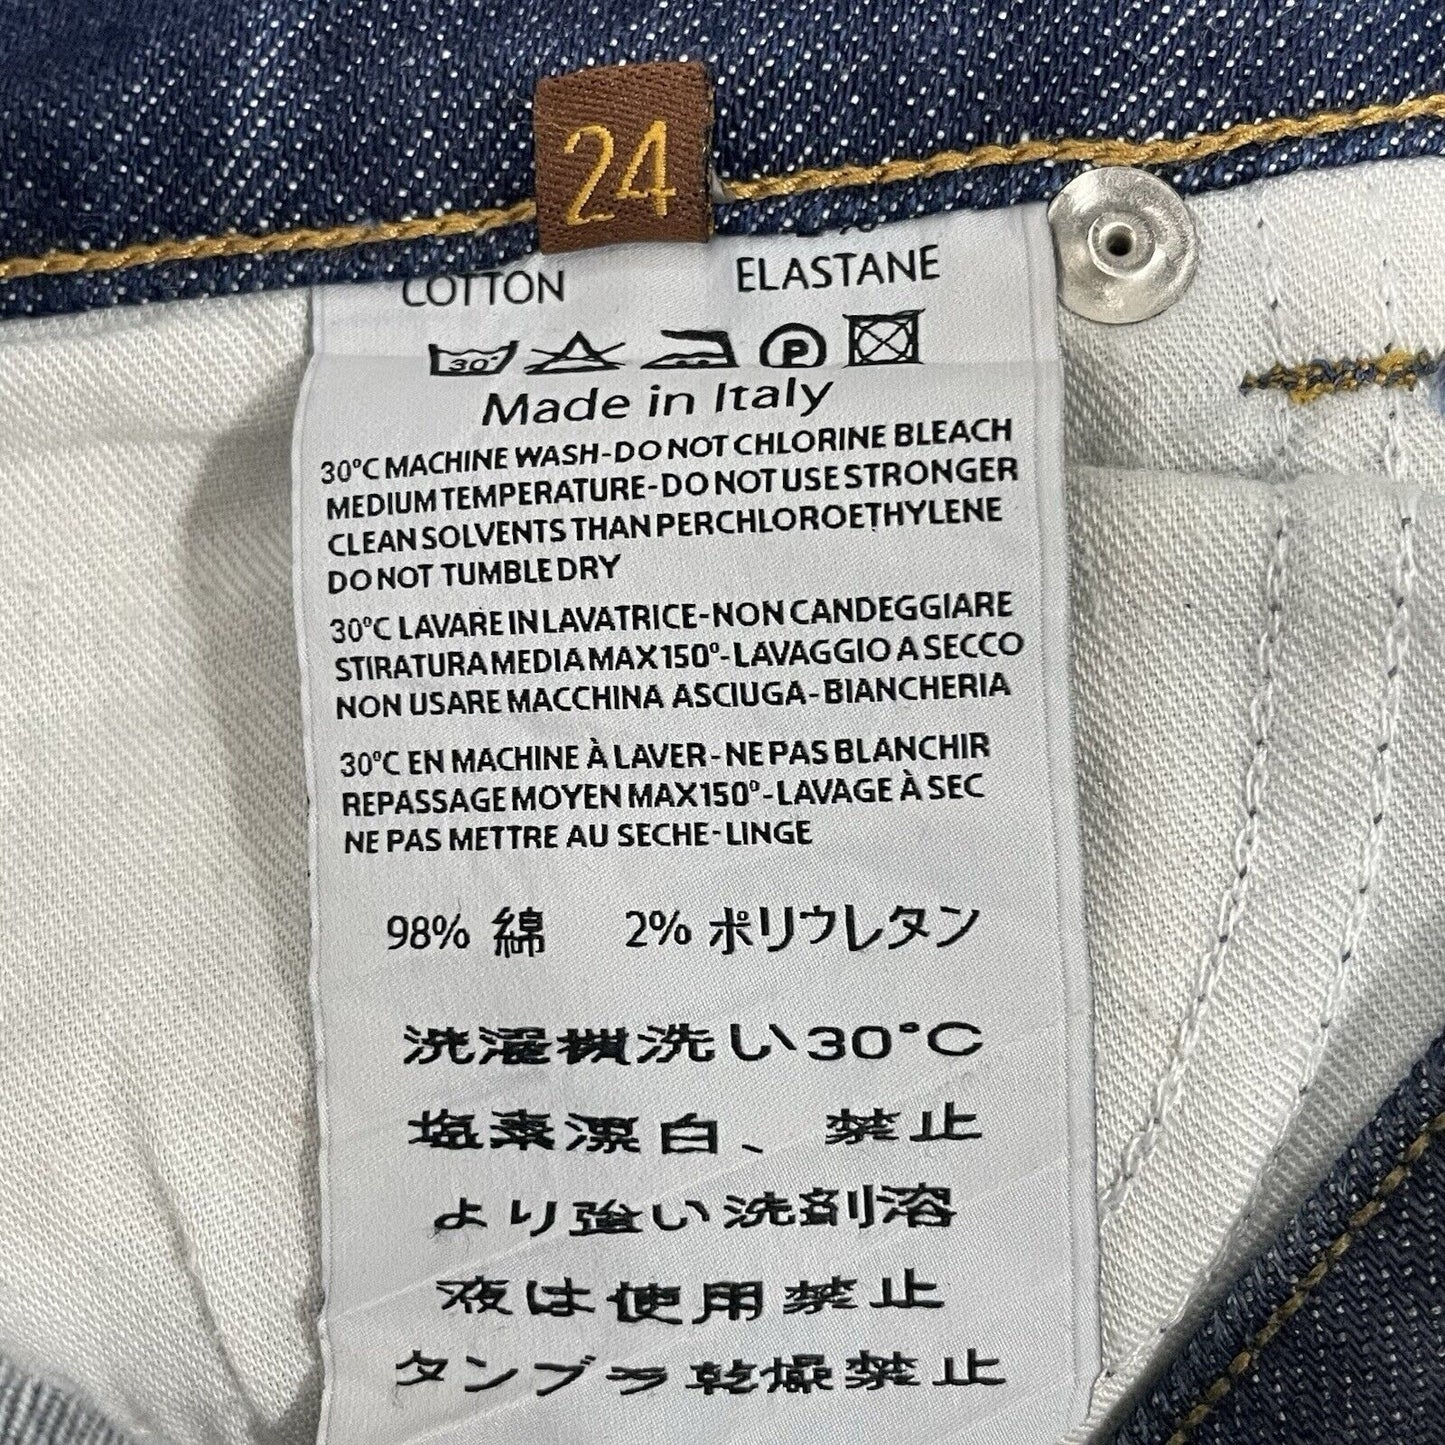 24
COTTON ELASTANE
30° P
Made in Italy
30°C MACHINE WASH-DO NOT CHLORINE BLEACH
MEDIUM TEMPERATURE-DO NOT USE STRONGER
CLEAN SOLVENTS THAN PERCHLOROETHYLENE
DO NOT TUMBLE DRY
30°C LAVARE IN LAVATRICE-NON CANDEGGIARE
STIRATURA MEDIA MAX 150°-LAVAGGIO A SECCO
NON USARE MACCHINA ASCIUGA-BIANCHERIA
30°C EN MACHINE À LAVER-NE PAS BLANCHIR
REPASSAGE MOYEN MAX 150°-LAVAGE À SEC
NE PAS METTRE AU SECHE-LINGE
98% 綿 2% ポリウレタン
洗濯機洗い30°C
塩素漂白、禁止
より強い洗剤溶
液は使用禁止
タンブラ乾燥禁止